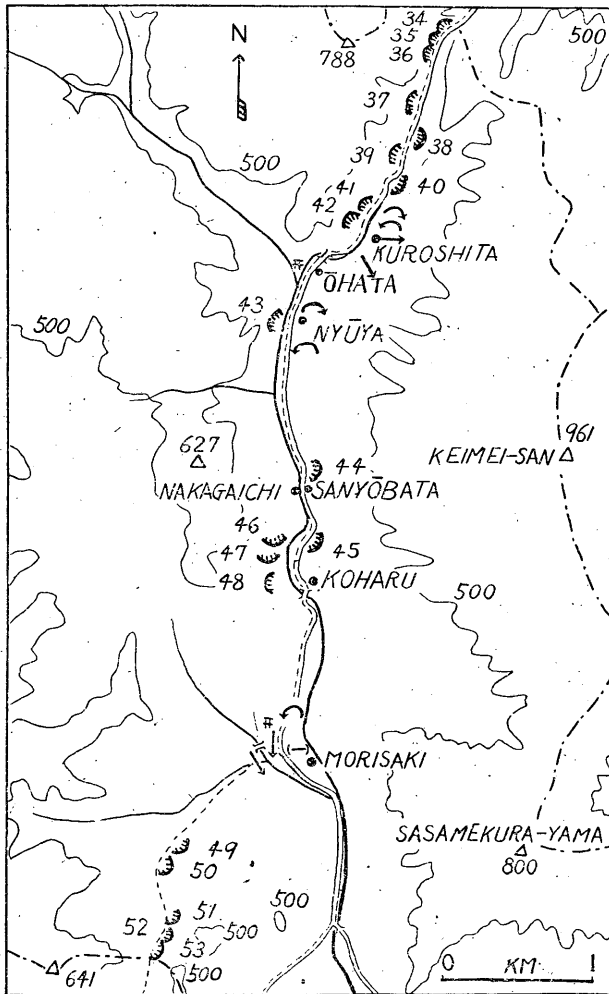 34
N
35
500
788
36
37
38
39
500
40
41
42
KUROSHITA
ŌHATA
43
NYŪYA
500
627
961
KEIMEI-SAN
44
NAKAGAICHI
SANYŌBATA
46
45
47
48
KOHARU
500
MORISAKI
SASAMEKURA-YAMA
800
49
50
500
51
52
500
53
500
641
0 KM 1